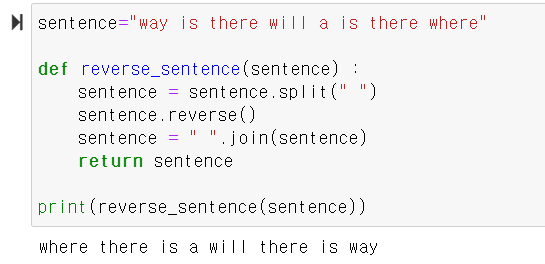 sentence="way is there will a is there where"
def reverse_sentence(sentence) :
    sentence = sentence.split(" ")
    sentence.reverse()
    sentence = " ".join(sentence)
    return sentence
print(reverse_sentence(sentence))
where there is a will there is way